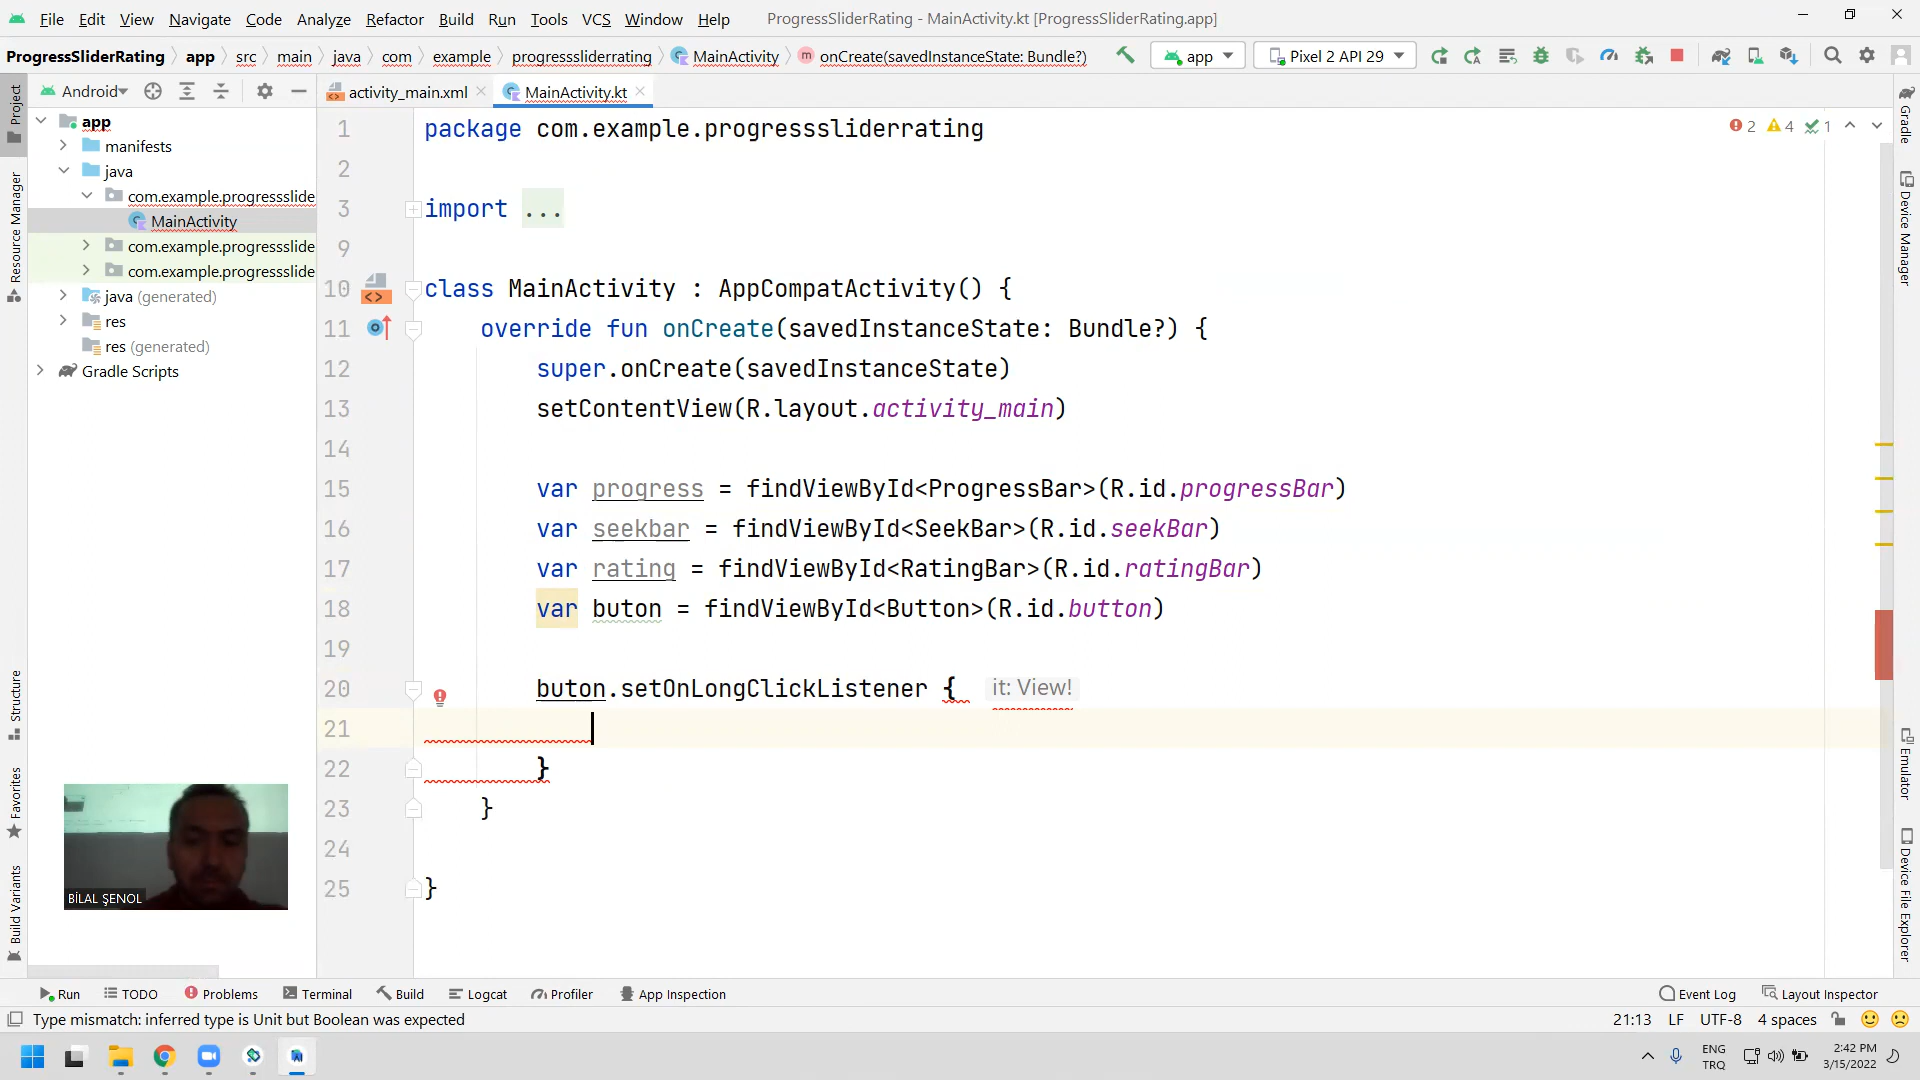 File Edit View Navigate Code Analyze Refactor Build Run Tools VCS Window Help ProgressSliderRating - MainActivity.kt [ProgressSliderRating.app]
ProgressSliderRating app src main java com example progresssliderrating MainActivity onCreate(savedInstanceState: Bundle?) app Pixel 2 API 29
Android
activity_main.xml MainActivity.kt
app
manifests
java
com.example.progressslide
MainActivity
com.example.progressslide
com.example.progressslide
java (generated)
res
res (generated)
Gradle Scripts
Project
Resource Manager
Structure
Favorites
Build Variants
2 4 1
1 package com.example.progresssliderrating
2
3 import ...
9
10 class MainActivity : AppCompatActivity() {
11 override fun onCreate(savedInstanceState: Bundle?) {
12 super.onCreate(savedInstanceState)
13 setContentView(R.layout.activity_main)
14
15 var progress = findViewById<ProgressBar>(R.id.progressBar)
16 var seekbar = findViewById<SeekBar>(R.id.seekBar)
17 var rating = findViewById<RatingBar>(R.id.ratingBar)
18 var buton = findViewById<Button>(R.id.button)
19
20 buton.setOnLongClickListener { it: View!
21
22 }
23 }
24
25 }
Gradle
Device Manager
Emulator
Device File Explorer
BİLAL ŞENOL
Run TODO Problems Terminal Build Logcat Profiler App Inspection Event Log Layout Inspector
Type mismatch: inferred type is Unit but Boolean was expected 21:13 LF UTF-8 4 spaces
ENG
TRQ
2:42 PM
3/15/2022